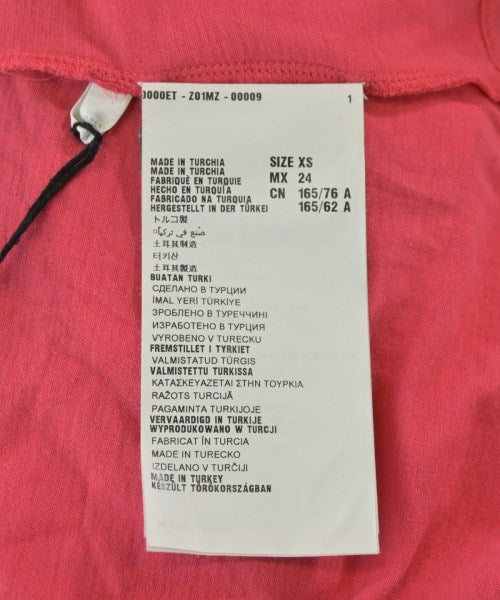 0000ET - Z01MZ - 00009 1
MADE IN TURCHIA SIZE XS
MADE IN TURCHIA MX 24
FABRIQUÉ EN TURQUIE
HECHO EN TURQUÍA CN 165/76 A
FABRICADO NA TURQUIA
HERGESTELLT IN DER TÜRKEI 165/62 A
トルコ製
صنع في تركيا
土耳其制造
터키산
土耳其製造
BUATAN TURKI
СДЕЛАНО В ТУРЦИИ
İMAL YERİ TÜRKİYE
ЗРОБЛЕНО В ТУРЕЧЧИНІ
ИЗРАБОТЕНО В ТУРЦИЯ
VYROBENO V TURECKU
FREMSTILLET I TYRKIET
VALMISTATUD TÜRGIS
VALMISTETTU TURKISSA
ΚΑΤΑΣΚΕΥΑΖΕΤΑΙ ΣΤΗΝ ΤΟΥΡΚΙΑ
RAŽOTS TURCIJĀ
PAGAMINTA TURKIJOJE
VERVAARDIGD IN TURKIJE
WYPRODUKOWANO W TURCJI
FABRICAT ÎN TURCIA
MADE IN TURECKO
IZDELANO V TURČIJI
MADE IN TURKEY
KÉSZÜLT TÖRÖKORSZÁGBAN